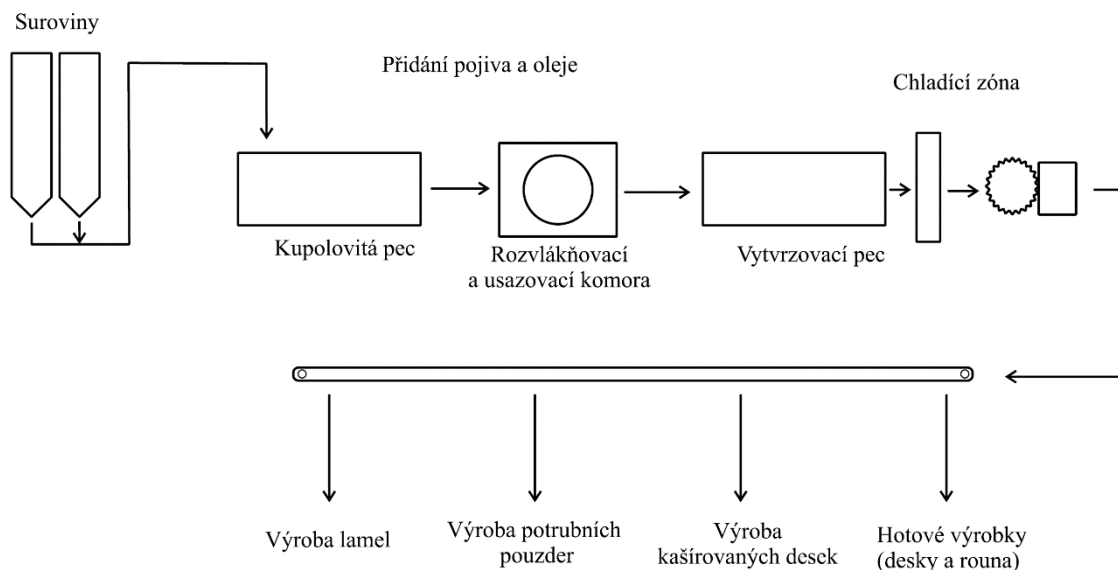 Suroviny
Přidání pojiva a oleje
Chladící zóna
Kupolovitá pec
Rozvlákňovací
a usazovací komora
Vytvrzovací pec
Výroba lamel
Výroba potrubních
pouzder
Výroba
kašírovaných desek
Hotové výrobky
(desky a rouna)